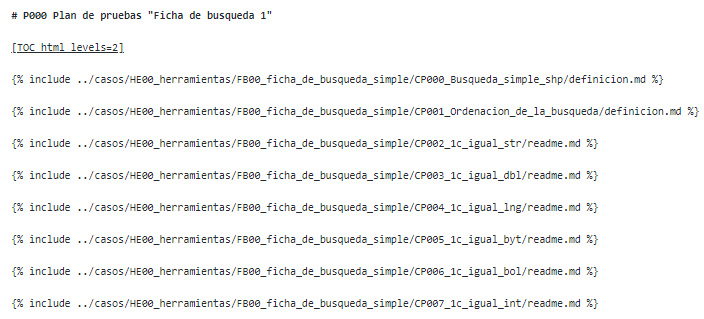 # P000 Plan de pruebas "Ficha de busqueda 1"
[TOC html levels=2]
{% include ../casos/HE00_herramientas/FB00_ficha_de_busqueda_simple/CP000_Busqueda_simple_shp/definicion.md %}
{% include ../casos/HE00_herramientas/FB00_ficha_de_busqueda_simple/CP001_Ordenacion_de_la_busqueda/definicion.md %}
{% include ../casos/HE00_herramientas/FB00_ficha_de_busqueda_simple/CP002_1c_igual_str/readme.md %}
{% include ../casos/HE00_herramientas/FB00_ficha_de_busqueda_simple/CP003_1c_igual_dbl/readme.md %}
{% include ../casos/HE00_herramientas/FB00_ficha_de_busqueda_simple/CP004_1c_igual_lng/readme.md %}
{% include ../casos/HE00_herramientas/FB00_ficha_de_busqueda_simple/CP005_1c_igual_byt/readme.md %}
{% include ../casos/HE00_herramientas/FB00_ficha_de_busqueda_simple/CP006_1c_igual_bol/readme.md %}
{% include ../casos/HE00_herramientas/FB00_ficha_de_busqueda_simple/CP007_1c_igual_int/readme.md %}